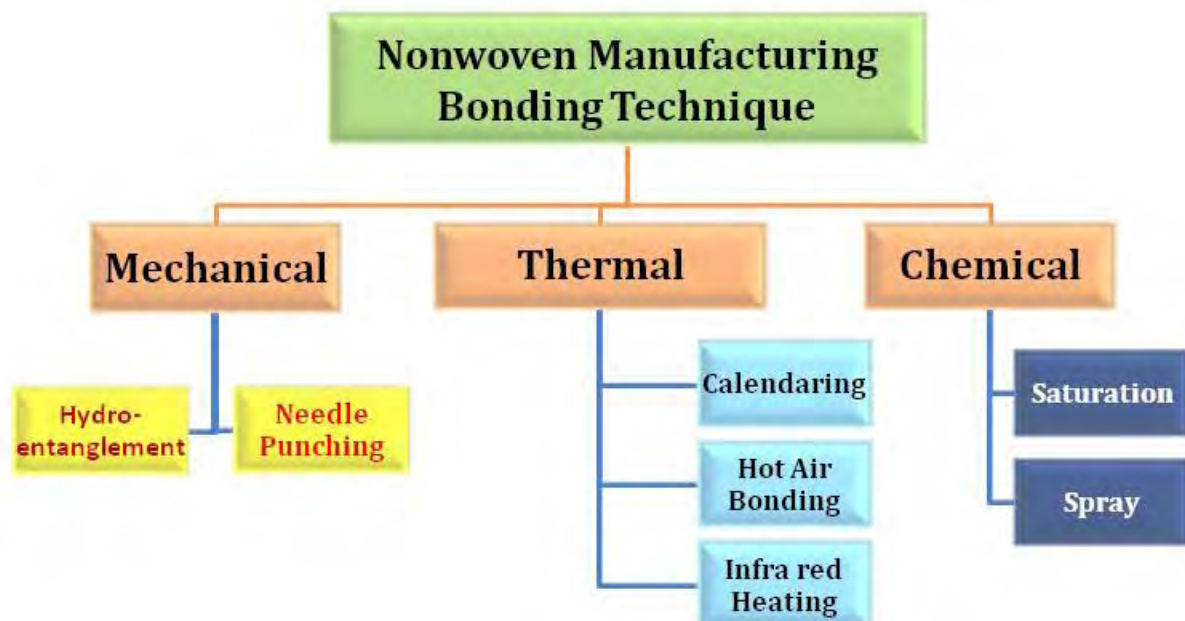 Nonwoven Manufacturing
Bonding Technique
Mechanical
Thermal
Chemical
Hydro-
entanglement
Needle
Punching
Calendaring
Hot Air
Bonding
Infra red
Heating
Saturation
Spray